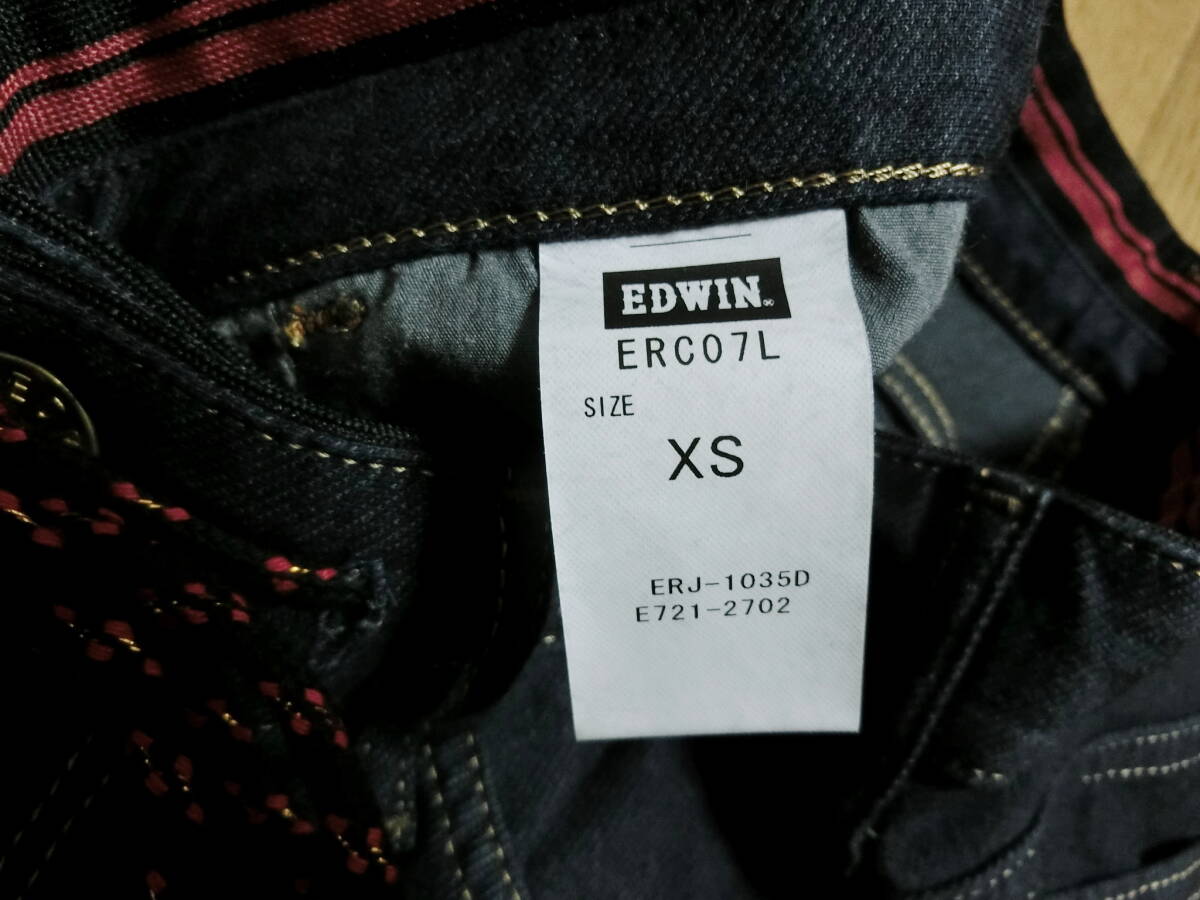 EDWIN®
ERC07L
SIZE
XS
ERJ-1035D
E721-2702